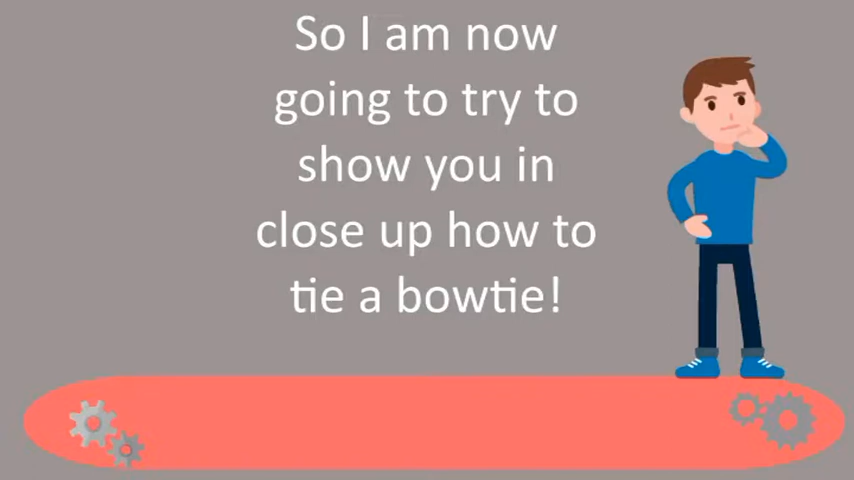 So I am now
going to try to
show you in
close up how to
tie a bowtie!